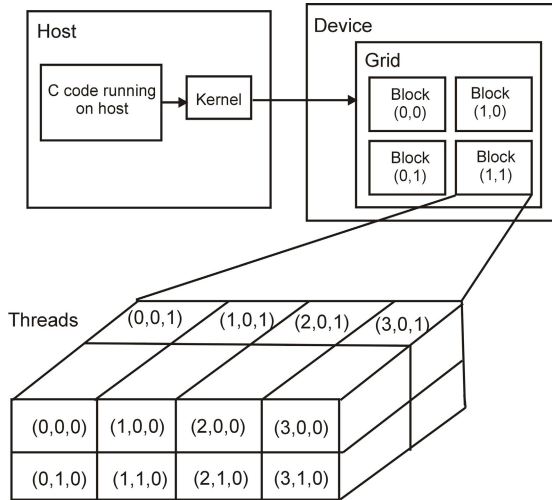 Host
C code running
on host
Kernel
Device
Grid
Block
(0,0)
Block
(1,0)
Block
(0,1)
Block
(1,1)
Threads
(0,0,1) (1,0,1) (2,0,1) (3,0,1)
(0,0,0) (1,0,0) (2,0,0) (3,0,0)
(0,1,0) (1,1,0) (2,1,0) (3,1,0)